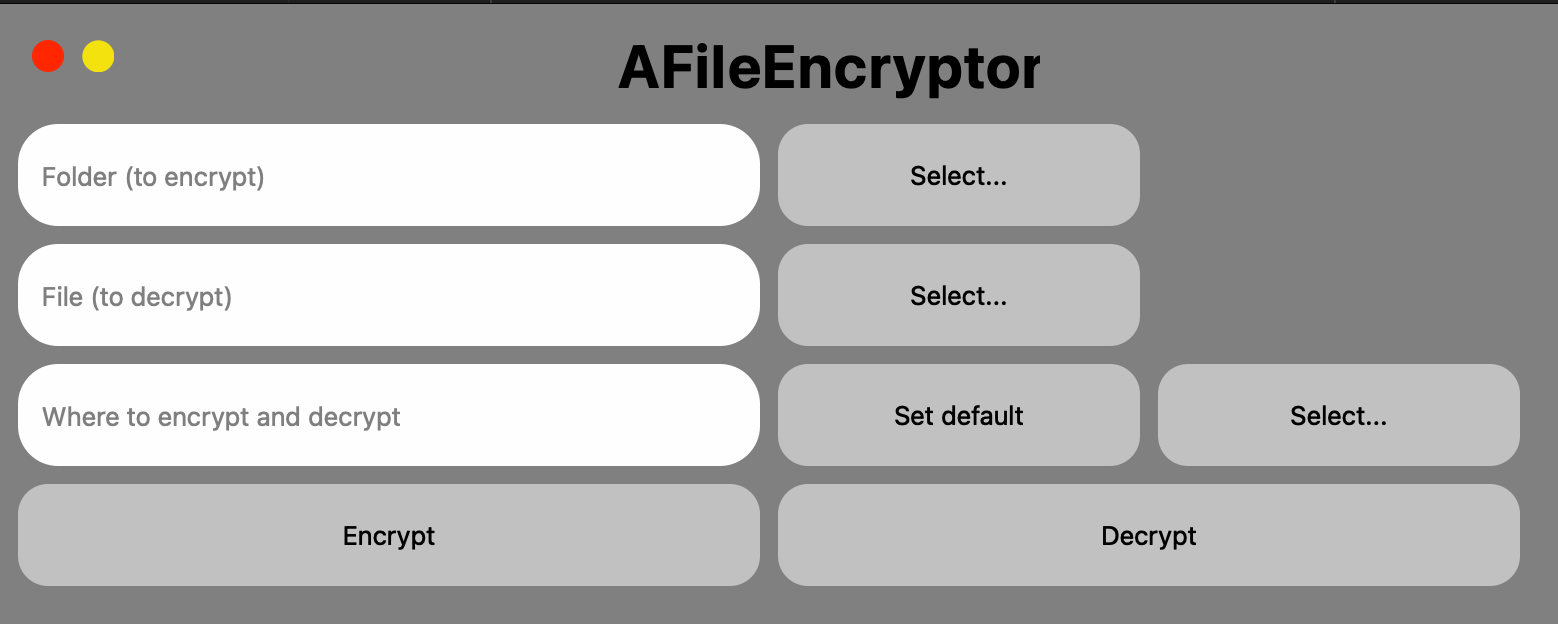 AFileEncryptor
Folder (to encrypt)
Select...
File (to decrypt)
Select...
Where to encrypt and decrypt
Set default
Select...
Encrypt
Decrypt